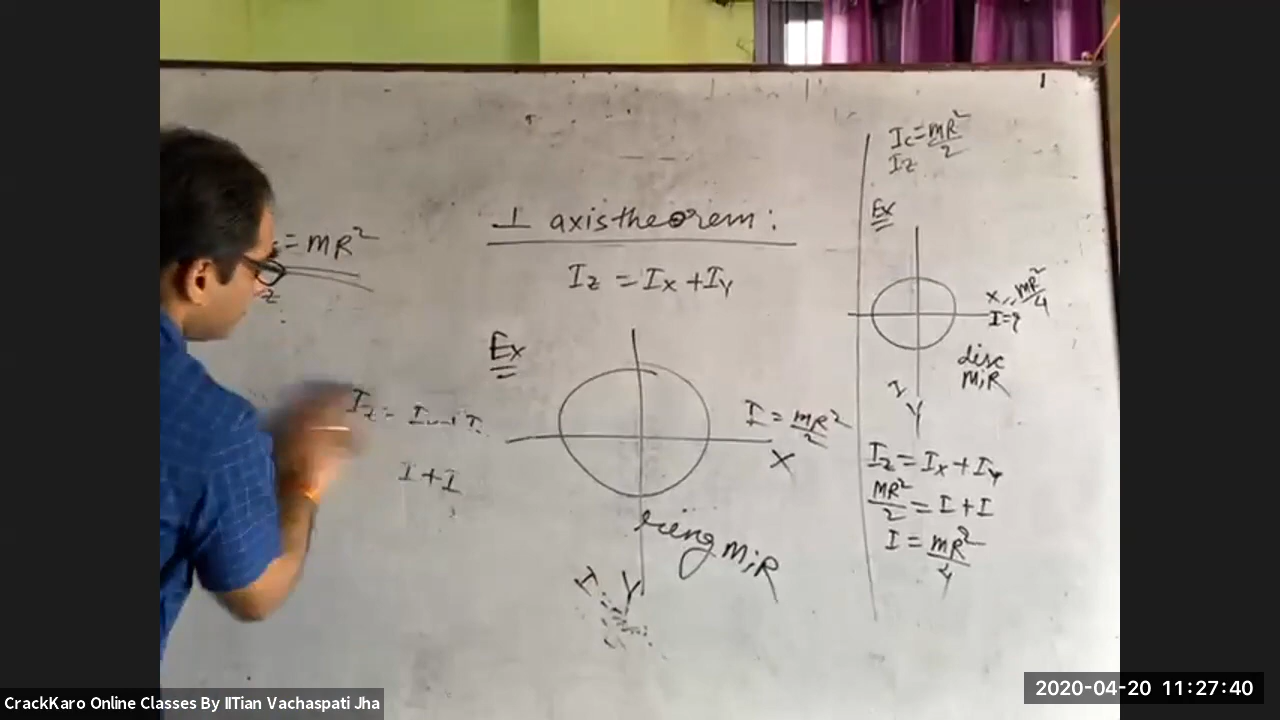 = mR²
z
Iz = I
I + I
⊥ axis theorem :
Iz = Ix + Iy
Ex
I = mR²/2
X
ring m, R
I
Y
Ic = mR²/2
Iz
Ex
X mR²/4
I = ?
disc
M, R
I
Y
Iz = Ix + Iy
MR²/2 = I + I
I = mR²/4
2020-04-20 11:27:40
CrackKaro Online Classes By IITian Vachaspati Jha